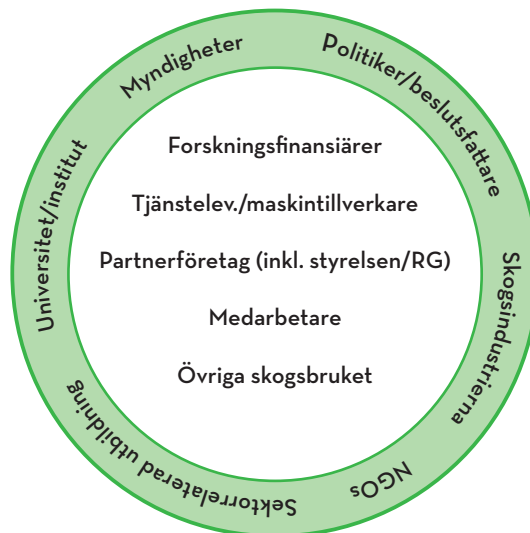 Myndigheter
Politiker/beslutsfattare
Skogsindustrierna
NGOs
Sektorrelaterad utbildning
Universitet/institut
Forskningsfinansiärer
Tjänstelev./maskintillverkare
Partnerföretag (inkl. styrelsen/RG)
Medarbetare
Övriga skogsbruket